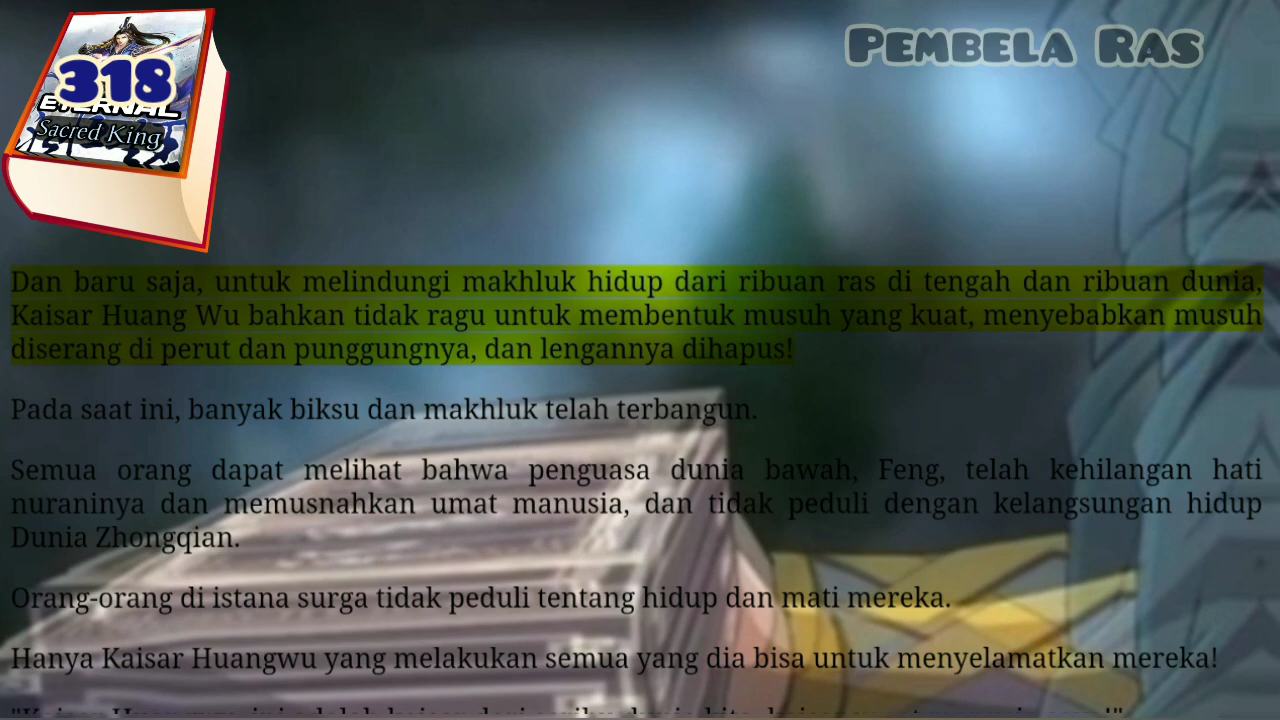 Pembela Ras
318
ETERNAL
Sacred King
Dan baru saja, untuk melindungi makhluk hidup dari ribuan ras di tengah dan ribuan dunia,
Kaisar Huang Wu bahkan tidak ragu untuk membentuk musuh yang kuat, menyebabkan musuh
diserang di perut dan punggungnya, dan lengannya dihapus!
Pada saat ini, banyak biksu dan makhluk telah terbangun.
Semua orang dapat melihat bahwa penguasa dunia bawah, Feng, telah kehilangan hati
nuraninya dan memusnahkan umat manusia, dan tidak peduli dengan kelangsungan hidup
Dunia Zhongqian.
Orang-orang di istana surga tidak peduli tentang hidup dan mati mereka.
Hanya Kaisar Huangwu yang melakukan semua yang dia bisa untuk menyelamatkan mereka!